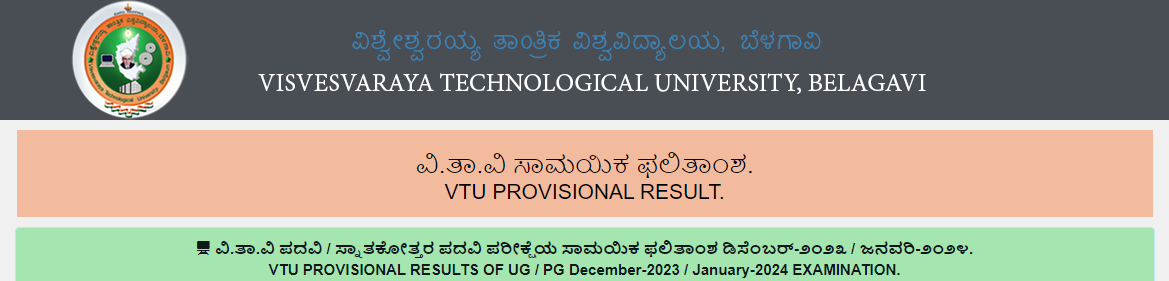 ವಿಶ್ವೇಶ್ವರಯ್ಯ ತಾಂತ್ರಿಕ ವಿಶ್ವವಿದ್ಯಾಲಯ, ಬೆಳಗಾವಿ
VISVESVARAYA TECHNOLOGICAL UNIVERSITY, BELAGAVI
ವಿ.ತಾ.ವಿ ಸಾಮಯಿಕ ಫಲಿತಾಂಶ.
VTU PROVISIONAL RESULT.
ವಿ.ತಾ.ವಿ ಪದವಿ / ಸ್ನಾತಕೋತ್ತರ ಪದವಿ ಪರೀಕ್ಷೆಯ ಸಾಮಯಿಕ ಫಲಿತಾಂಶ ಡಿಸೆಂಬರ್-೨೦೨೩ / ಜನವರಿ-೨೦೨೪.
VTU PROVISIONAL RESULTS OF UG / PG December-2023 / January-2024 EXAMINATION.